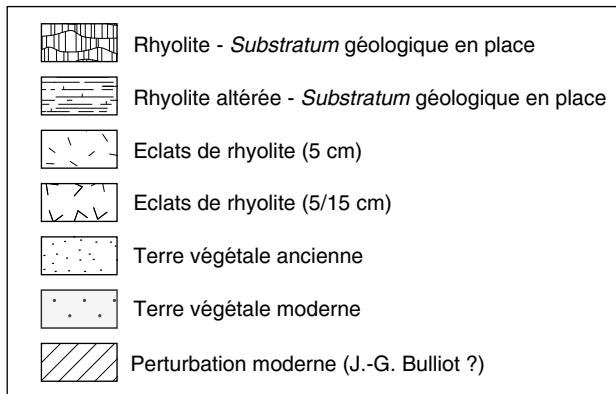 Rhyolite - Substratum géologique en place
Rhyolite altérée - Substratum géologique en place
Eclats de rhyolite (5 cm)
Eclats de rhyolite (5/15 cm)
Terre végétale ancienne
Terre végétale moderne
Perturbation moderne (J.-G. Bulliot ?)